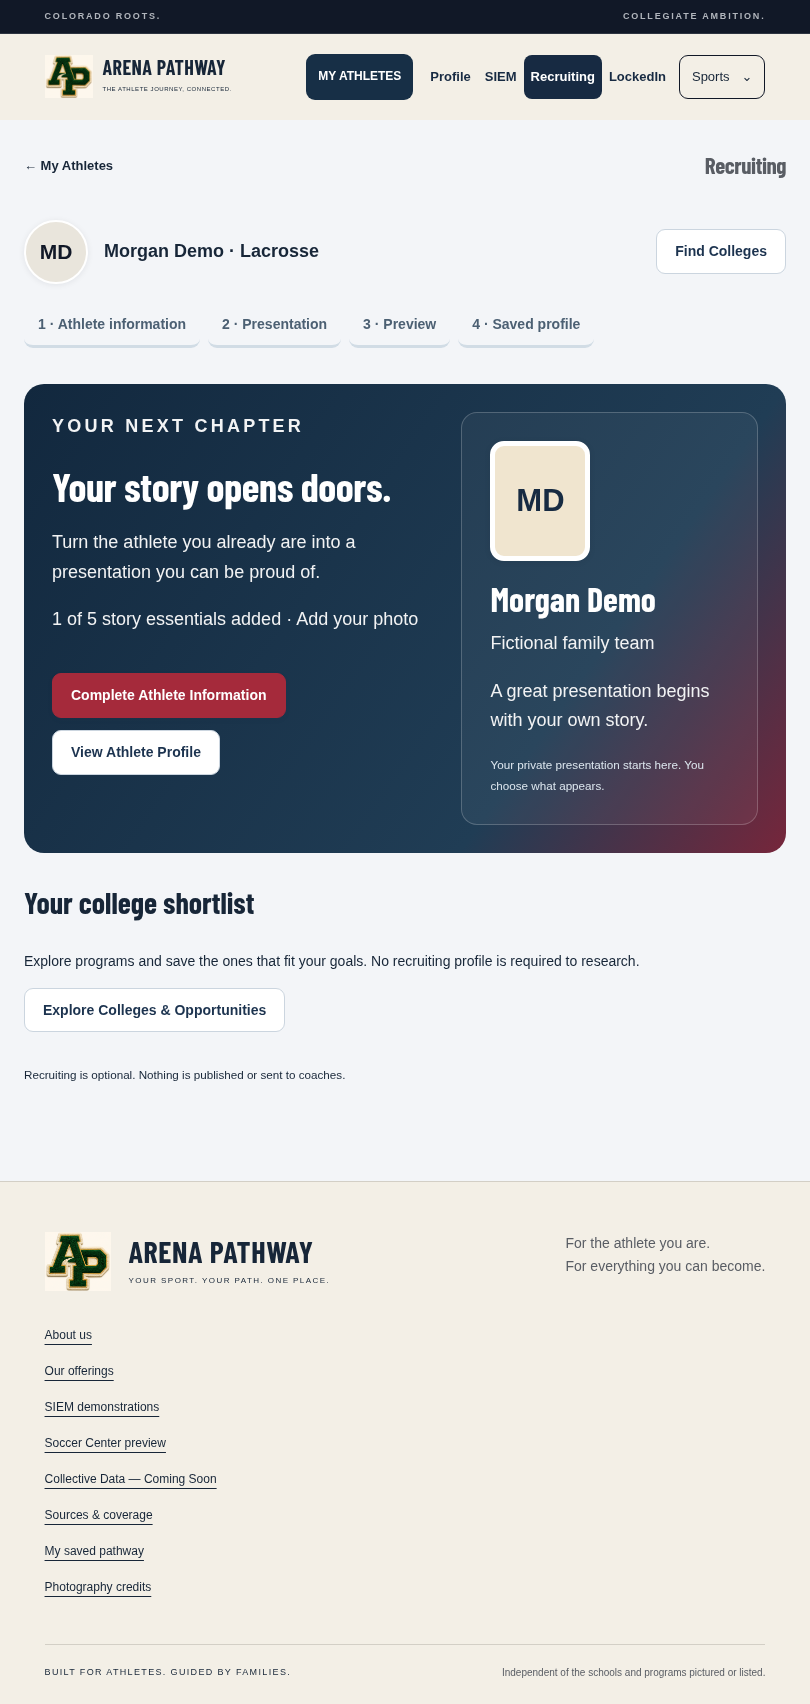 COLORADO ROOTS.
COLLEGIATE AMBITION.
AP
ARENA PATHWAY
THE ATHLETE JOURNEY, CONNECTED.
MY ATHLETES
Profile
SIEM
Recruiting
LockedIn
Sports
← My Athletes
Recruiting
MD
Morgan Demo · Lacrosse
Find Colleges
1 · Athlete information
2 · Presentation
3 · Preview
4 · Saved profile
YOUR NEXT CHAPTER
Your story opens doors.
Turn the athlete you already are into a
presentation you can be proud of.
1 of 5 story essentials added · Add your photo
Complete Athlete Information
View Athlete Profile
MD
Morgan Demo
Fictional family team
A great presentation begins
with your own story.
Your private presentation starts here. You
choose what appears.
Your college shortlist
Explore programs and save the ones that fit your goals. No recruiting profile is required to research.
Explore Colleges & Opportunities
Recruiting is optional. Nothing is published or sent to coaches.
AP
ARENA PATHWAY
YOUR SPORT. YOUR PATH. ONE PLACE.
For the athlete you are.
For everything you can become.
About us
Our offerings
SIEM demonstrations
Soccer Center preview
Collective Data — Coming Soon
Sources & coverage
My saved pathway
Photography credits
BUILT FOR ATHLETES. GUIDED BY FAMILIES.
Independent of the schools and programs pictured or listed.